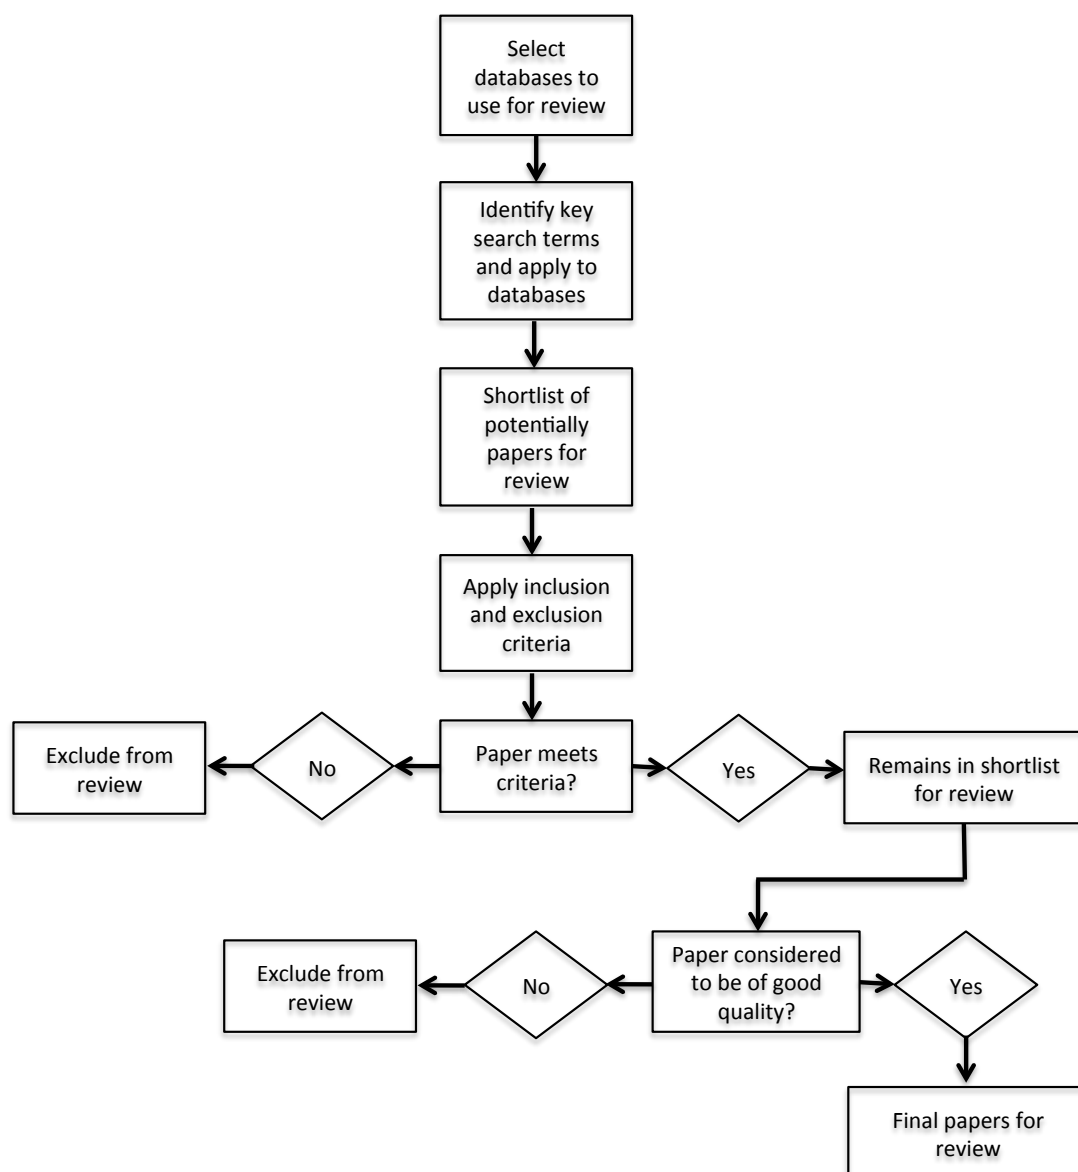 Select
databases to
use for review
Identify key
search terms
and apply to
databases
Shortlist of
potentially
papers for
review
Apply inclusion
and exclusion
criteria
Exclude from
review
No
Paper meets
criteria?
Yes
Remains in shortlist
for review
Exclude from
review
No
Paper considered
to be of good
quality?
Yes
Final papers for
review